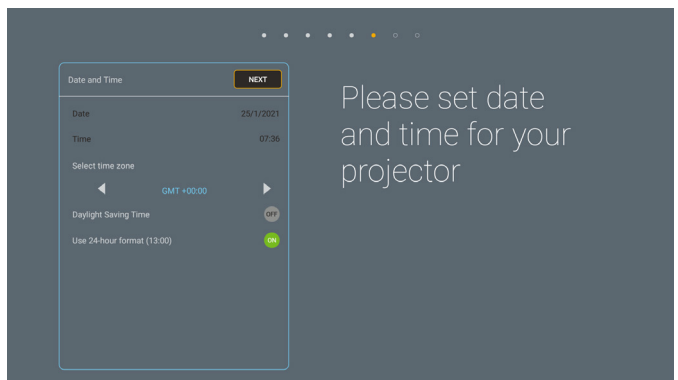 Date and Time NEXT
Date 25/1/2021
Time 07:36
Select time zone
GMT +00:00
Daylight Saving Time OFF
Use 24-hour format (13:00) ON
Please set date
and time for your
projector